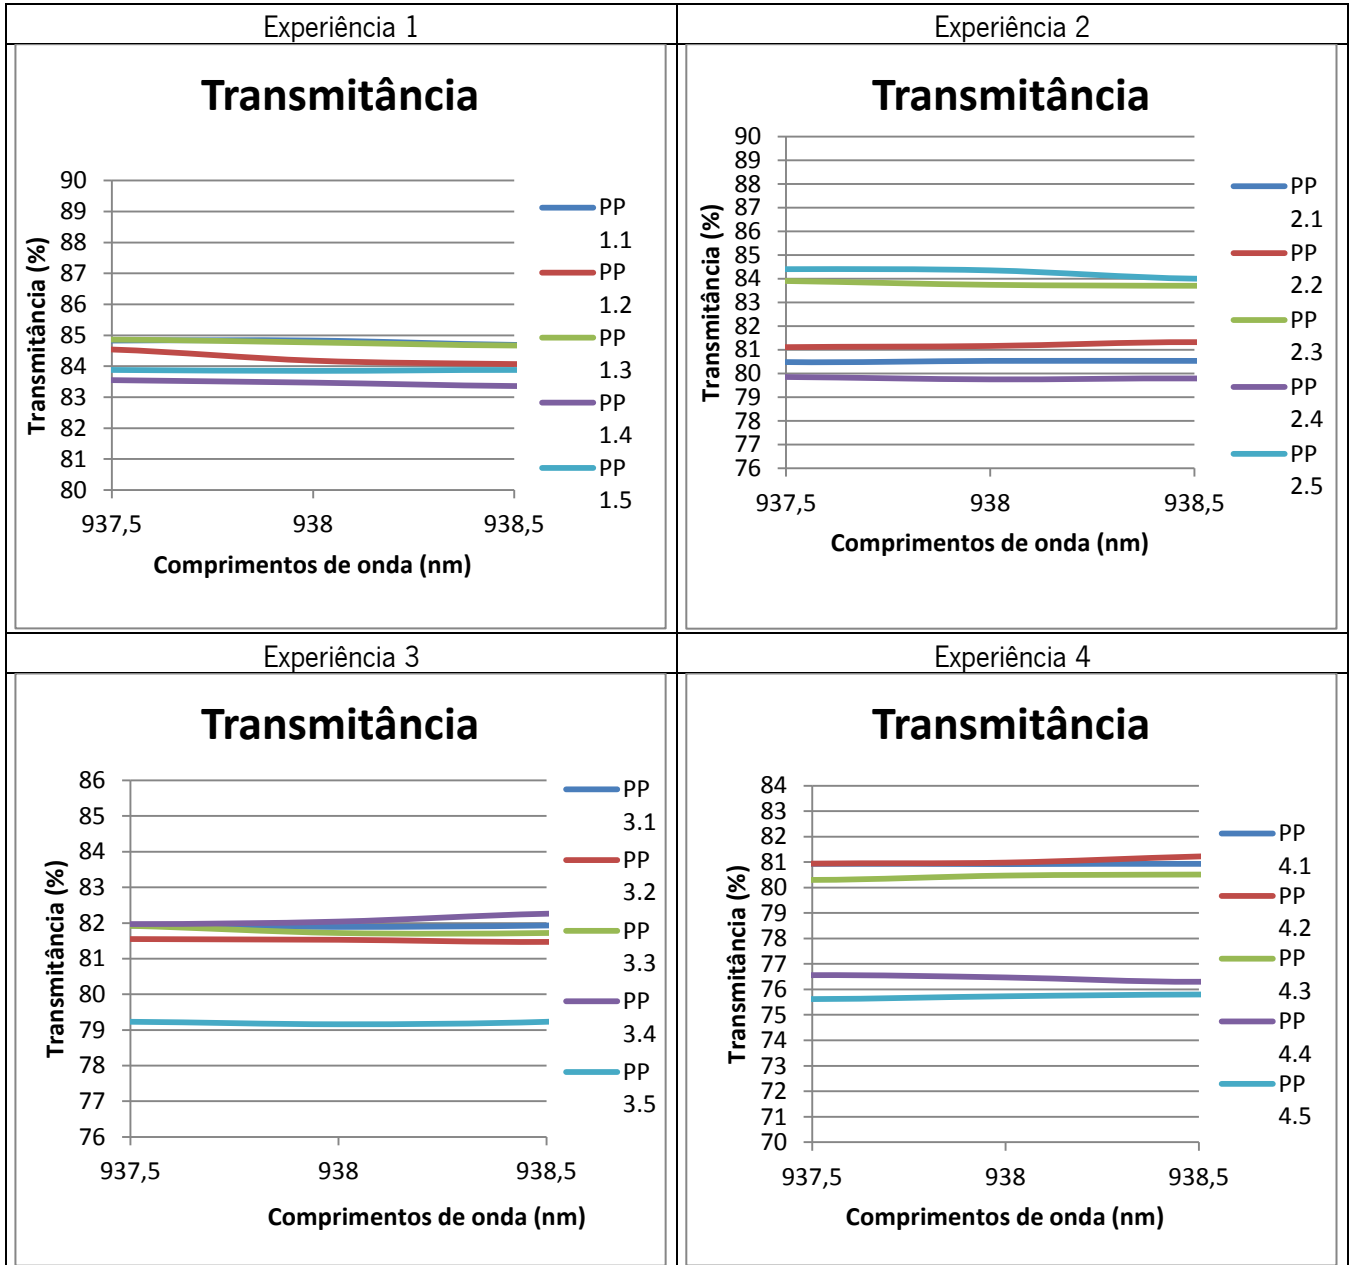 Experiência 1
Transmitância
Transmitância (%)
90
89
88
87
86
85
84
83
82
81
80
937,5 938 938,5
Comprimentos de onda (nm)
PP 1.1
PP 1.2
PP 1.3
PP 1.4
PP 1.5
Experiência 2
Transmitância
Transmitância (%)
90
89
88
87
86
85
84
83
82
81
80
79
78
77
76
937,5 938 938,5
Comprimentos de onda (nm)
PP 2.1
PP 2.2
PP 2.3
PP 2.4
PP 2.5
Experiência 3
Transmitância
Transmitância (%)
86
85
84
83
82
81
80
79
78
77
76
937,5 938 938,5
Comprimentos de onda (nm)
PP 3.1
PP 3.2
PP 3.3
PP 3.4
PP 3.5
Experiência 4
Transmitância
Transmitância (%)
84
83
82
81
80
79
78
77
76
75
74
73
72
71
70
937,5 938 938,5
Comprimentos de onda (nm)
PP 4.1
PP 4.2
PP 4.3
PP 4.4
PP 4.5